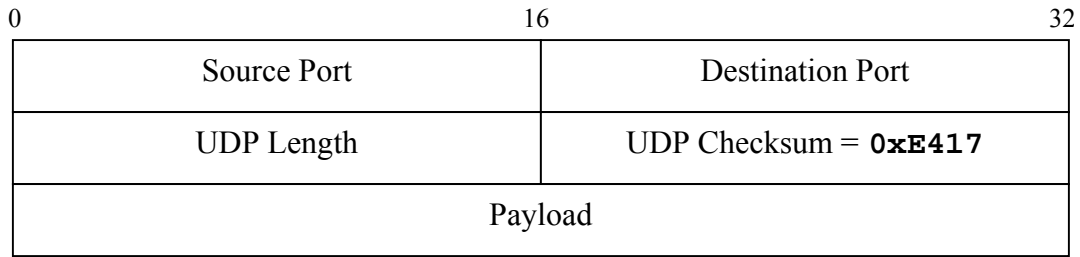 0 16 32
Source Port Destination Port
UDP Length UDP Checksum = 0xE417
Payload